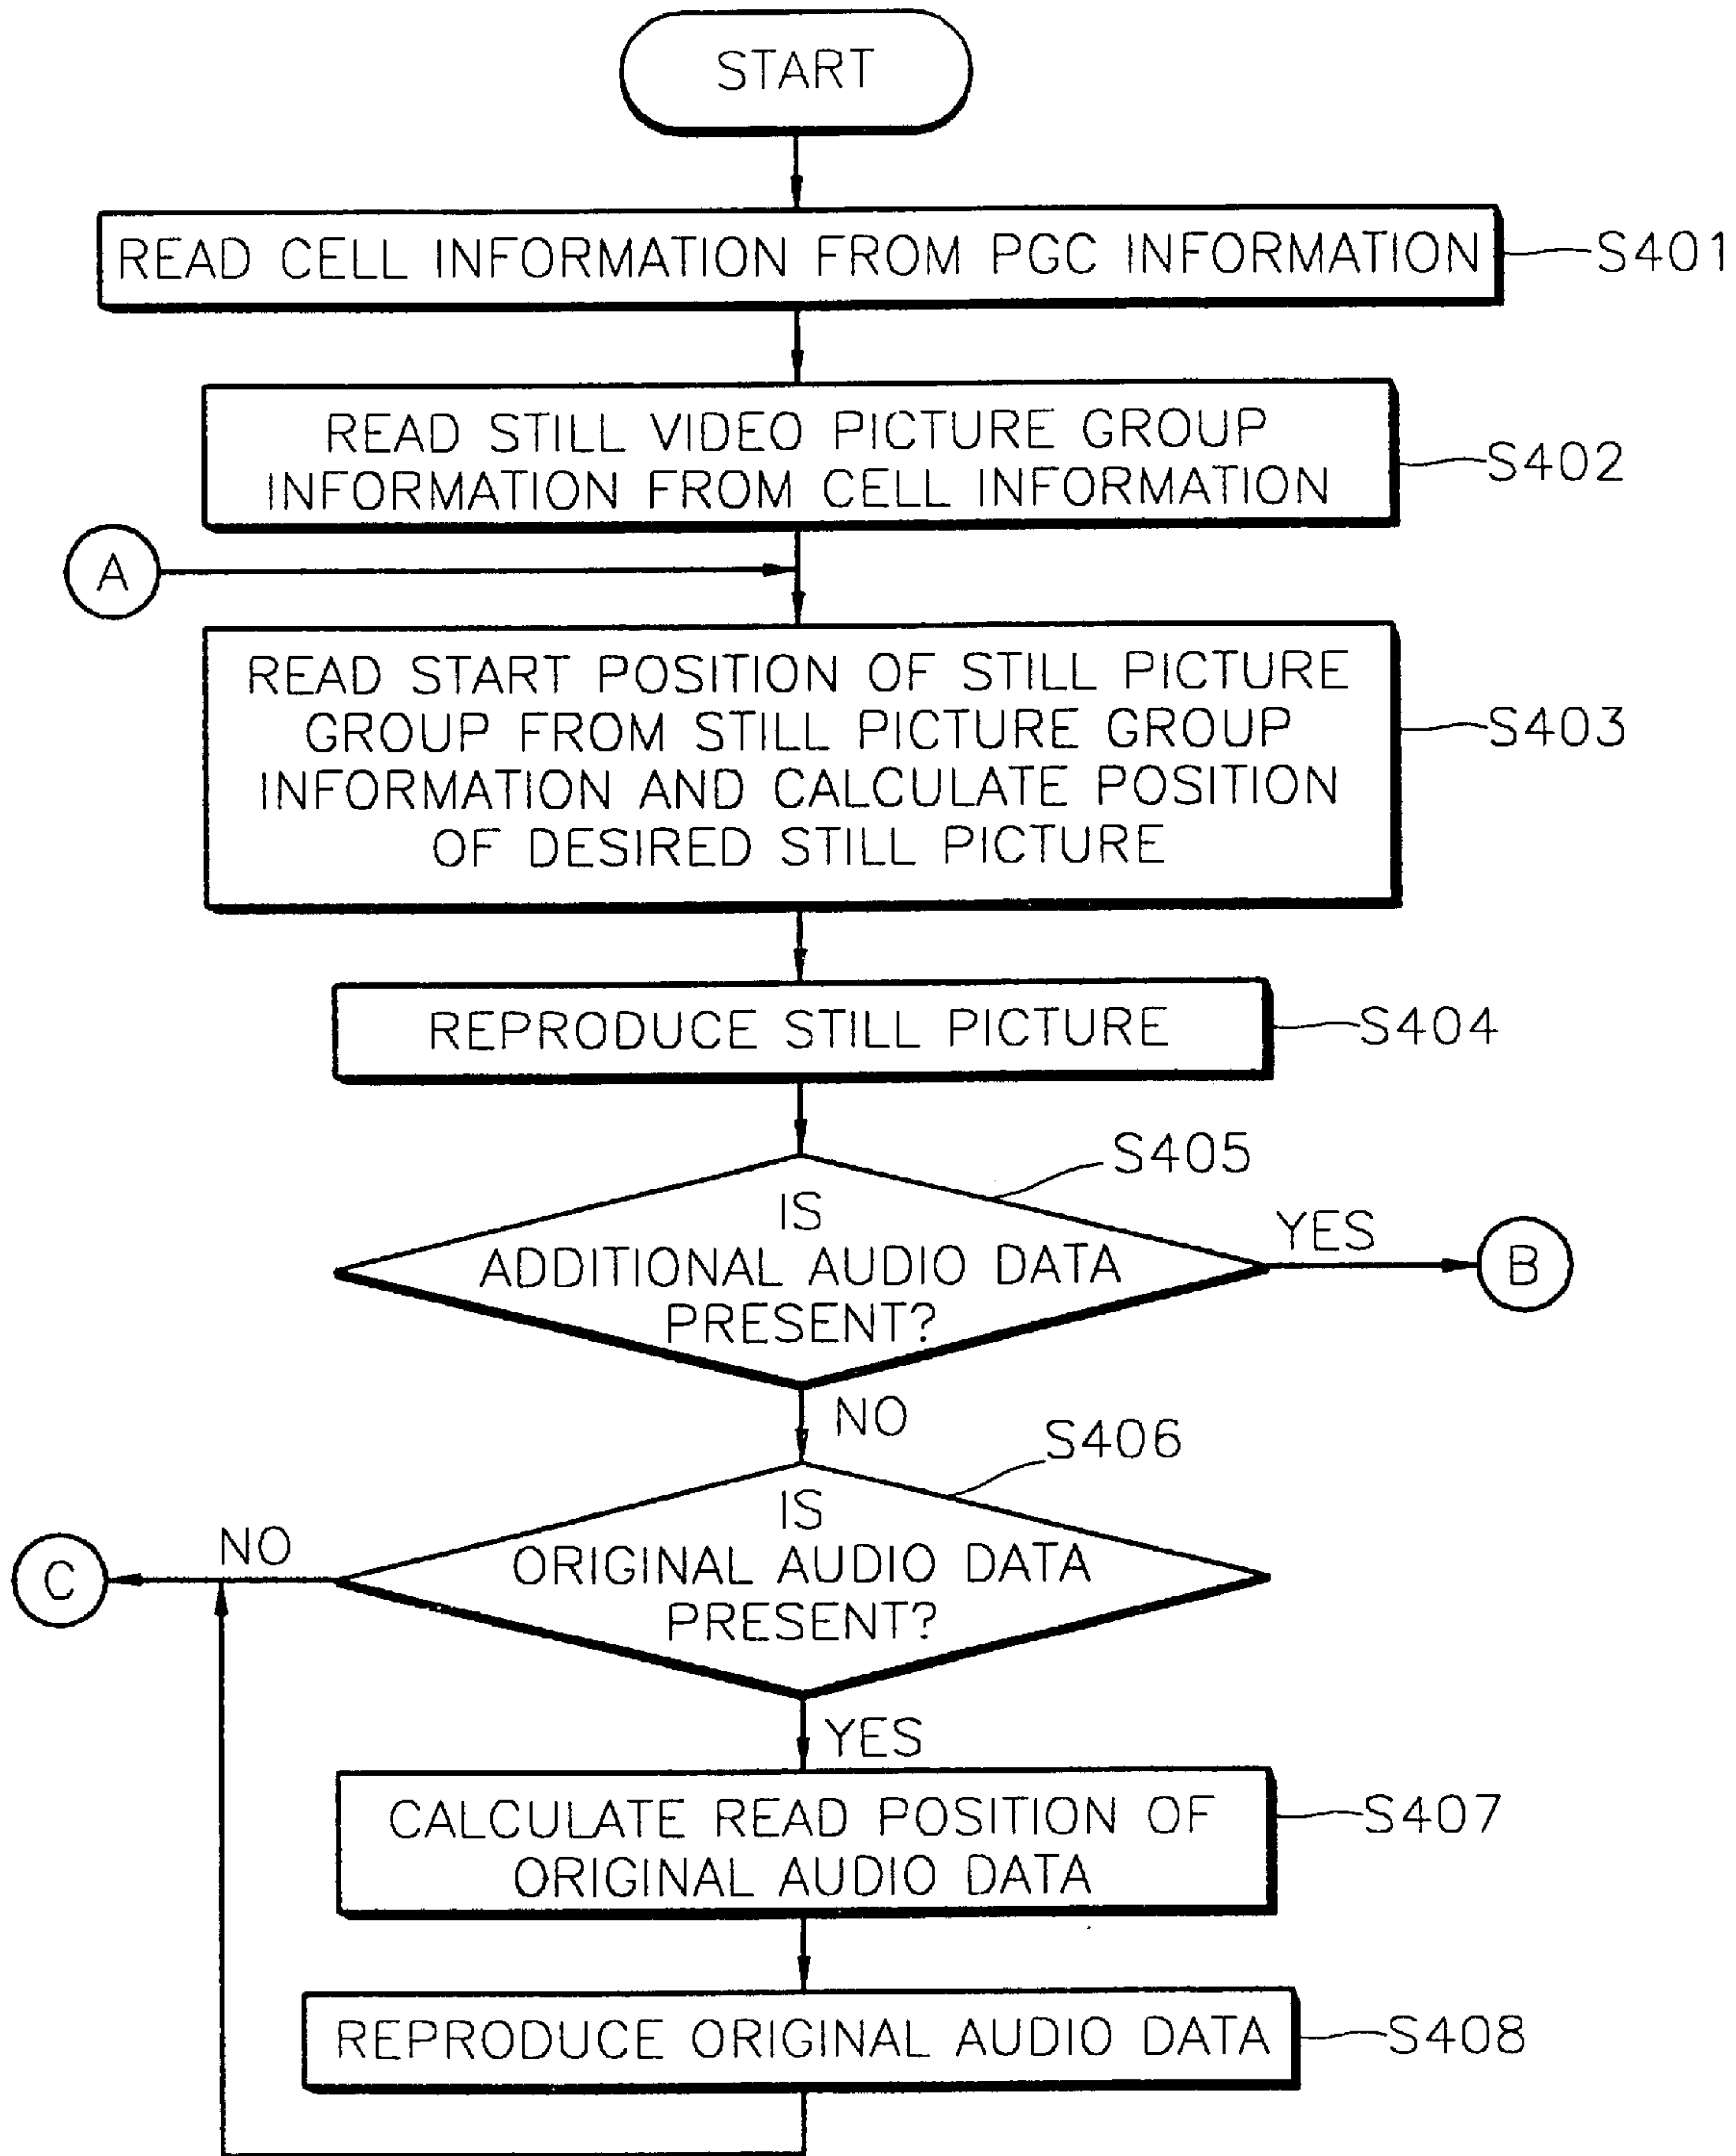 START
READ CELL INFORMATION FROM PGC INFORMATION
S401
READ STILL VIDEO PICTURE GROUP
INFORMATION FROM CELL INFORMATION
S402
A
READ START POSITION OF STILL PICTURE
GROUP FROM STILL PICTURE GROUP
INFORMATION AND CALCULATE POSITION
OF DESIRED STILL PICTURE
S403
REPRODUCE STILL PICTURE
S404
S405
IS
ADDITIONAL AUDIO DATA
PRESENT?
YES
B
NO
S406
IS
ORIGINAL AUDIO DATA
PRESENT?
NO
C
YES
CALCULATE READ POSITION OF
ORIGINAL AUDIO DATA
S407
REPRODUCE ORIGINAL AUDIO DATA
S408